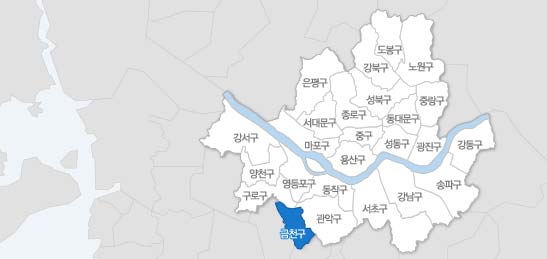 도봉구
강북구
노원구
은평구
성북구
중랑구
서대문구
종로구
동대문구
강서구
마포구
중구
성동구
광진구
강동구
용산구
양천구
영등포구
동작구
송파구
구로구
강남구
관악구
서초구
금천구